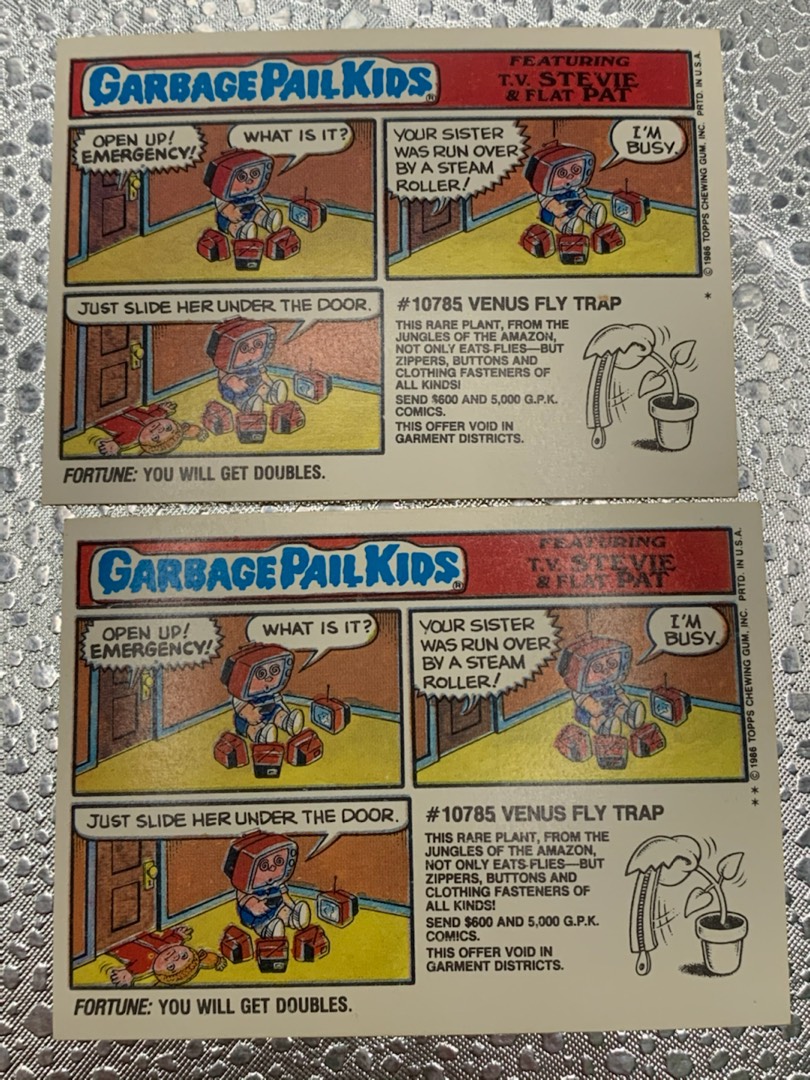 GARBAGE PAIL KIDS®
FEATURING
T.V. STEVIE
& FLAT PAT
OPEN UP!
EMERGENCY!
WHAT IS IT?
YOUR SISTER
WAS RUN OVER
BY A STEAM
ROLLER!
I'M
BUSY.
JUST SLIDE HER UNDER THE DOOR.
#10785 VENUS FLY TRAP
THIS RARE PLANT, FROM THE
JUNGLES OF THE AMAZON,
NOT ONLY EATS FLIES—BUT
ZIPPERS, BUTTONS AND
CLOTHING FASTENERS OF
ALL KINDS!
SEND $600 AND 5,000 G.P.K.
COMICS.
THIS OFFER VOID IN
GARMENT DISTRICTS.
FORTUNE: YOU WILL GET DOUBLES.
* © 1986 TOPPS CHEWING GUM, INC. PRTD. IN U.S.A.
GARBAGE PAIL KIDS®
FEATURING
T.V. STEVIE
& FLAT PAT
OPEN UP!
EMERGENCY!
WHAT IS IT?
YOUR SISTER
WAS RUN OVER
BY A STEAM
ROLLER!
I'M
BUSY.
JUST SLIDE HER UNDER THE DOOR.
#10785 VENUS FLY TRAP
THIS RARE PLANT, FROM THE
JUNGLES OF THE AMAZON,
NOT ONLY EATS FLIES—BUT
ZIPPERS, BUTTONS AND
CLOTHING FASTENERS OF
ALL KINDS!
SEND $600 AND 5,000 G.P.K.
COMICS.
THIS OFFER VOID IN
GARMENT DISTRICTS.
FORTUNE: YOU WILL GET DOUBLES.
** © 1986 TOPPS CHEWING GUM, INC. PRTD. IN U.S.A.